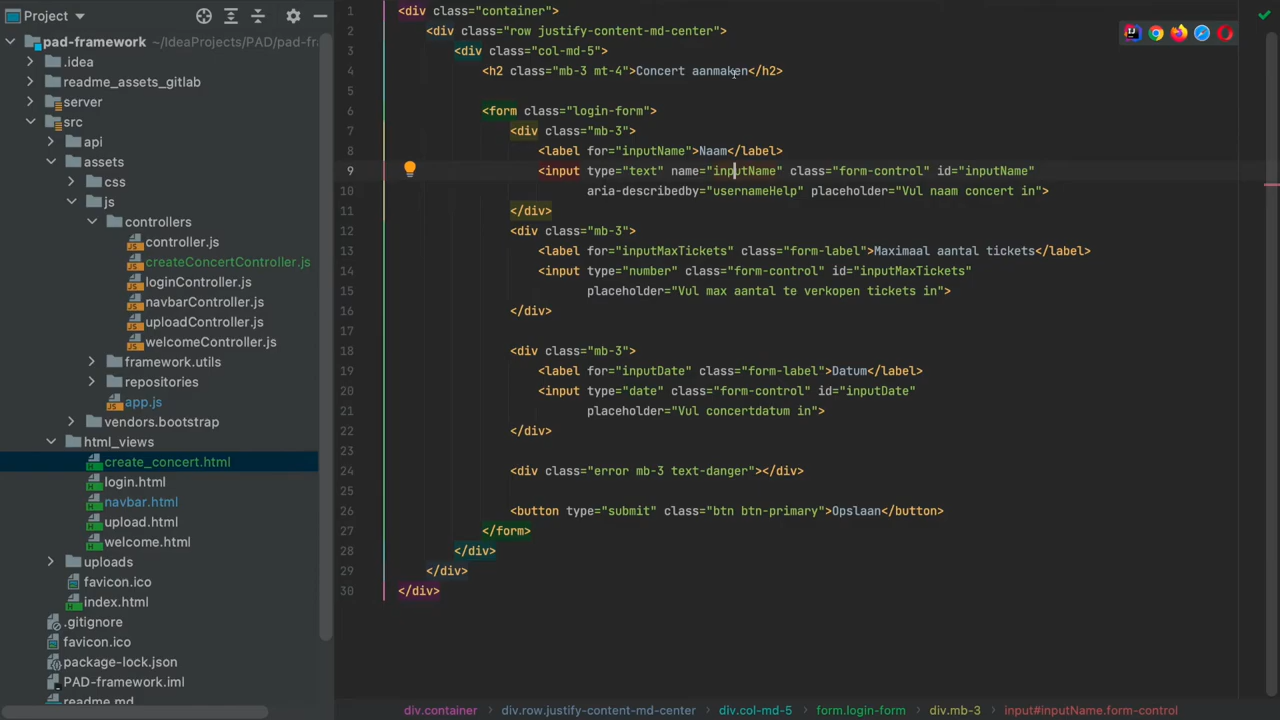 Project
pad-framework ~/IdeaProjects/PAD/pad-fr
.idea
readme_assets_gitlab
server
src
api
assets
css
js
controllers
controller.js
createConcertController.js
loginController.js
navbarController.js
uploadController.js
welcomeController.js
framework.utils
repositories
app.js
vendors.bootstrap
html_views
create_concert.html
login.html
navbar.html
upload.html
welcome.html
uploads
favicon.ico
index.html
.gitignore
favicon.ico
package-lock.json
PAD-framework.iml
readme.md
1 <div class="container">
2 <div class="row justify-content-md-center">
3 <div class="col-md-5">
4 <h2 class="mb-3 mt-4">Concert aanmaken</h2>
5
6 <form class="login-form">
7 <div class="mb-3">
8 <label for="inputName">Naam</label>
9 <input type="text" name="inputName" class="form-control" id="inputName"
10 aria-describedby="usernameHelp" placeholder="Vul naam concert in">
11 </div>
12 <div class="mb-3">
13 <label for="inputMaxTickets" class="form-label">Maximaal aantal tickets</label>
14 <input type="number" class="form-control" id="inputMaxTickets"
15 placeholder="Vul max aantal te verkopen tickets in">
16 </div>
17
18 <div class="mb-3">
19 <label for="inputDate" class="form-label">Datum</label>
20 <input type="date" class="form-control" id="inputDate"
21 placeholder="Vul concertdatum in">
22 </div>
23
24 <div class="error mb-3 text-danger"></div>
25
26 <button type="submit" class="btn btn-primary">Opslaan</button>
27 </form>
28 </div>
29 </div>
30 </div>
div.container div.row.justify-content-md-center div.col-md-5 form.login-form div.mb-3 input#inputName.form-control